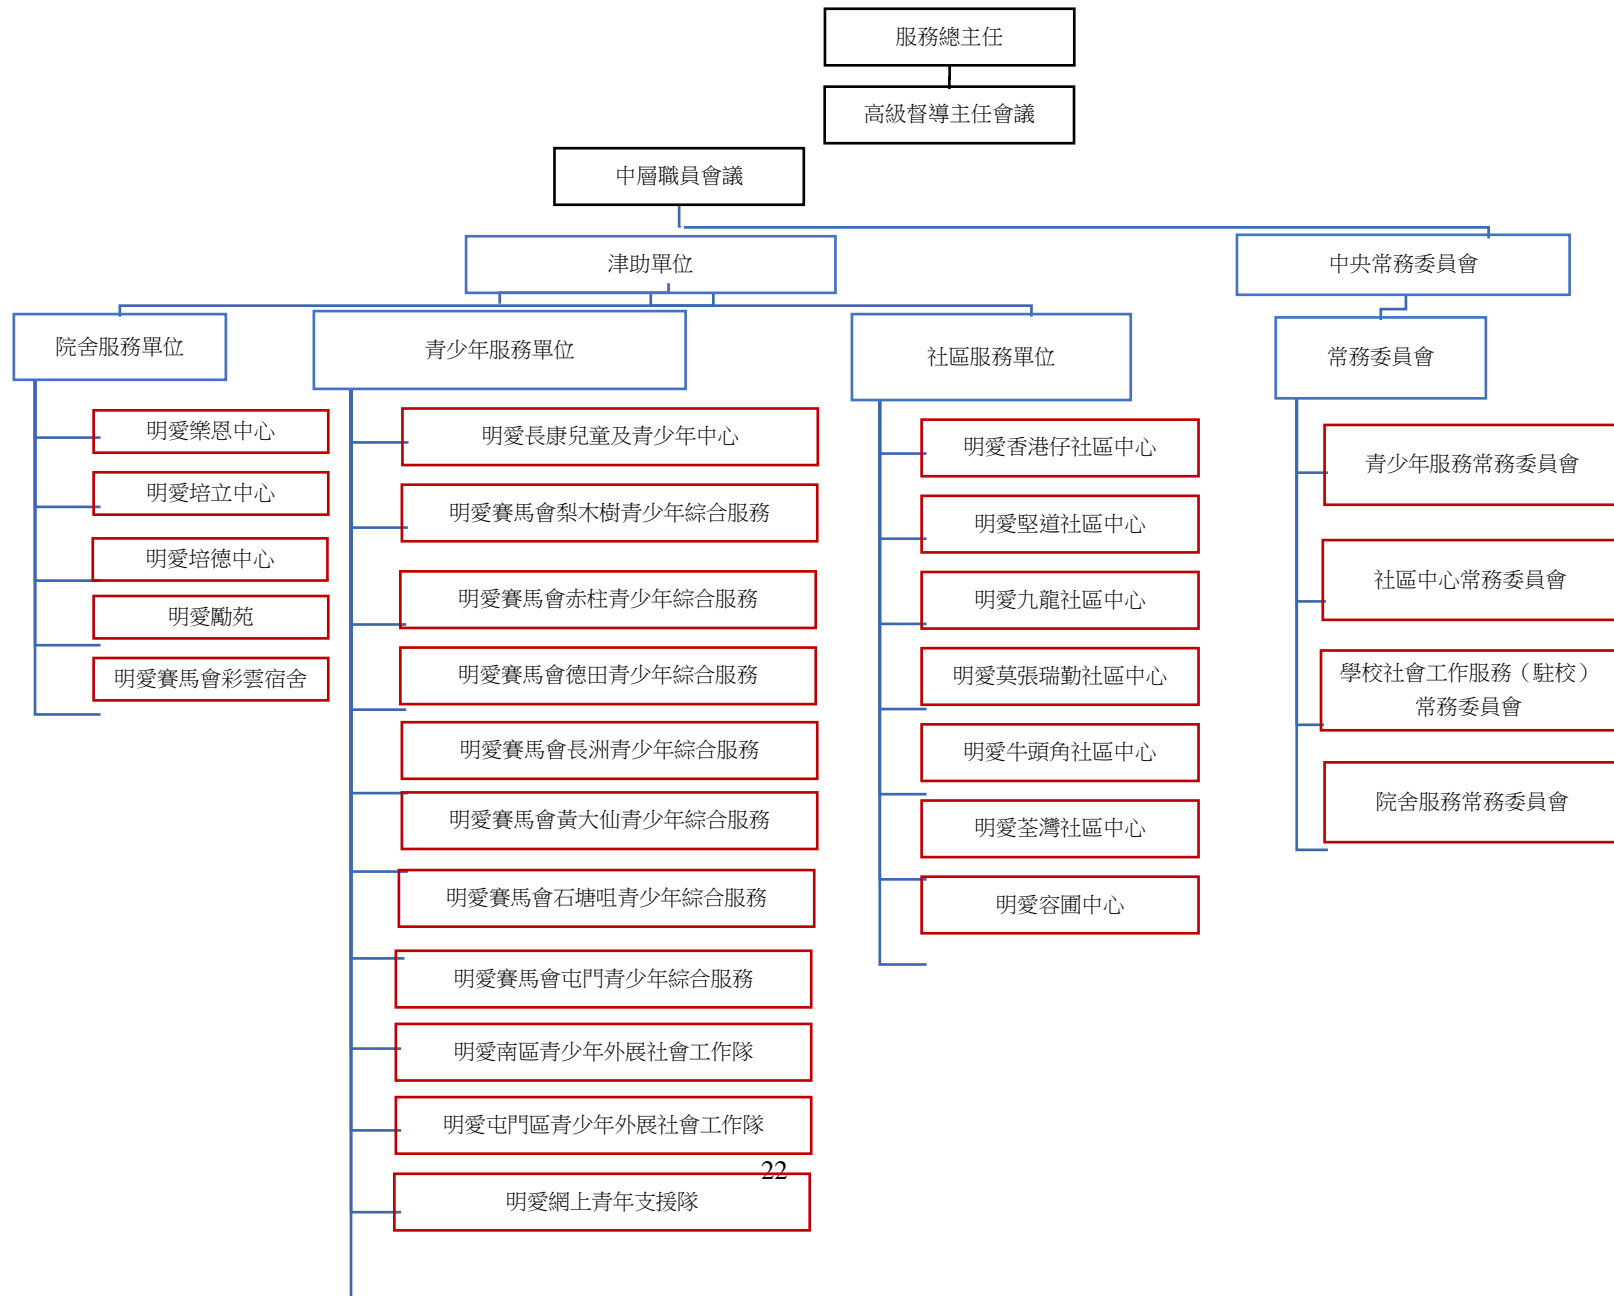 服務總主任
高級督導主任會議
中層職員會議
津助單位
中央常務委員會
院舍服務單位
青少年服務單位
社區服務單位
常務委員會
明愛樂恩中心
明愛培立中心
明愛培德中心
明愛勵苑
明愛賽馬會彩雲宿舍
明愛長康兒童及青少年中心
明愛賽馬會梨木樹青少年綜合服務
明愛賽馬會赤柱青少年綜合服務
明愛賽馬會德田青少年綜合服務
明愛賽馬會長洲青少年綜合服務
明愛賽馬會黃大仙青少年綜合服務
明愛賽馬會石塘咀青少年綜合服務
明愛賽馬會屯門青少年綜合服務
明愛南區青少年外展社會工作隊
明愛屯門區青少年外展社會工作隊
明愛網上青年支援隊
明愛香港仔社區中心
明愛堅道社區中心
明愛九龍社區中心
明愛莫張瑞勤社區中心
明愛牛頭角社區中心
明愛荃灣社區中心
明愛容圃中心
青少年服務常務委員會
社區中心常務委員會
學校社會工作服務（駐校）
常務委員會
院舍服務常務委員會
22